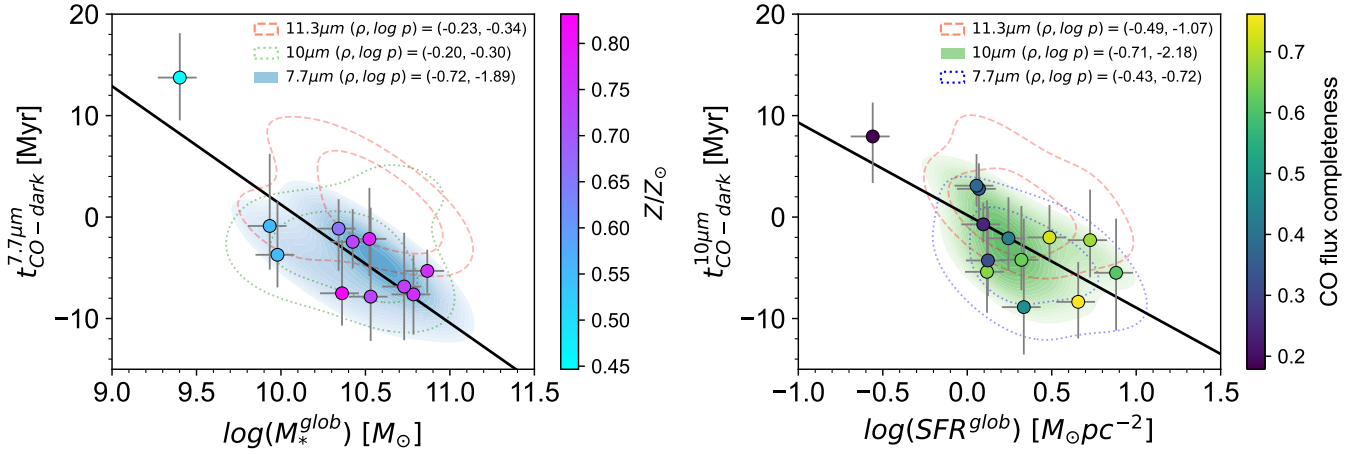 20
10
0
−10
9.0 9.5 10.0 10.5 11.0 11.5
t_{CO−dark}^{7.7μm} [Myr]
log(M_*^{glob}) [M_⊙]
11.3μm (ρ, log p) = (-0.23, -0.34)
10μm (ρ, log p) = (-0.20, -0.30)
7.7μm (ρ, log p) = (-0.72, -1.89)
0.80
0.75
0.70
0.65
0.60
0.55
0.50
0.45
Z/Z_⊙
20
10
0
−10
−1.0 −0.5 0.0 0.5 1.0 1.5
t_{CO−dark}^{10μm} [Myr]
log(SFR^{glob}) [M_⊙pc^{−2}]
11.3μm (ρ, log p) = (-0.49, -1.07)
10μm (ρ, log p) = (-0.71, -2.18)
7.7μm (ρ, log p) = (-0.43, -0.72)
0.7
0.6
0.5
0.4
0.3
0.2
CO flux completeness